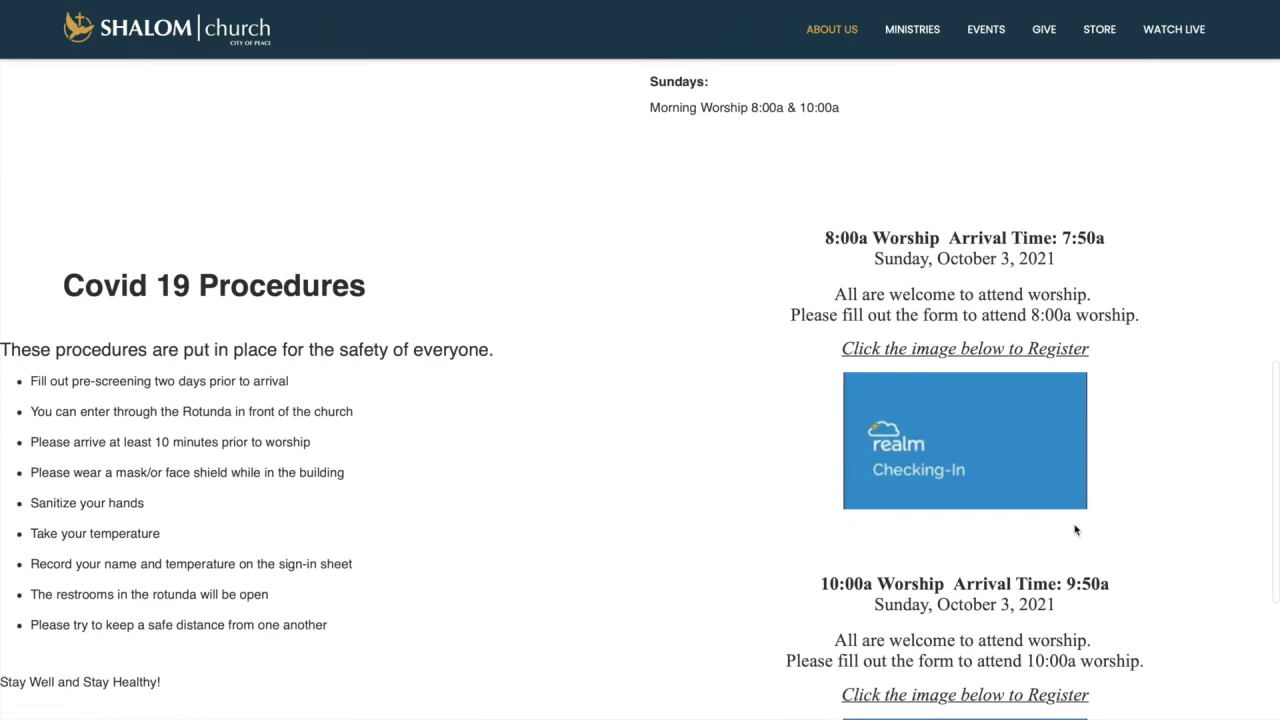 SHALOM church
CITY OF PEACE
ABOUT US MINISTRIES EVENTS GIVE STORE WATCH LIVE
Sundays:
Morning Worship 8:00a & 10:00a
Covid 19 Procedures
These procedures are put in place for the safety of everyone.
• Fill out pre-screening two days prior to arrival
• You can enter through the Rotunda in front of the church
• Please arrive at least 10 minutes prior to worship
• Please wear a mask/or face shield while in the building
• Sanitize your hands
• Take your temperature
• Record your name and temperature on the sign-in sheet
• The restrooms in the rotunda will be open
• Please try to keep a safe distance from one another
Stay Well and Stay Healthy!
8:00a Worship Arrival Time: 7:50a
Sunday, October 3, 2021
All are welcome to attend worship.
Please fill out the form to attend 8:00a worship.
Click the image below to Register
realm
Checking-In
10:00a Worship Arrival Time: 9:50a
Sunday, October 3, 2021
All are welcome to attend worship.
Please fill out the form to attend 10:00a worship.
Click the image below to Register